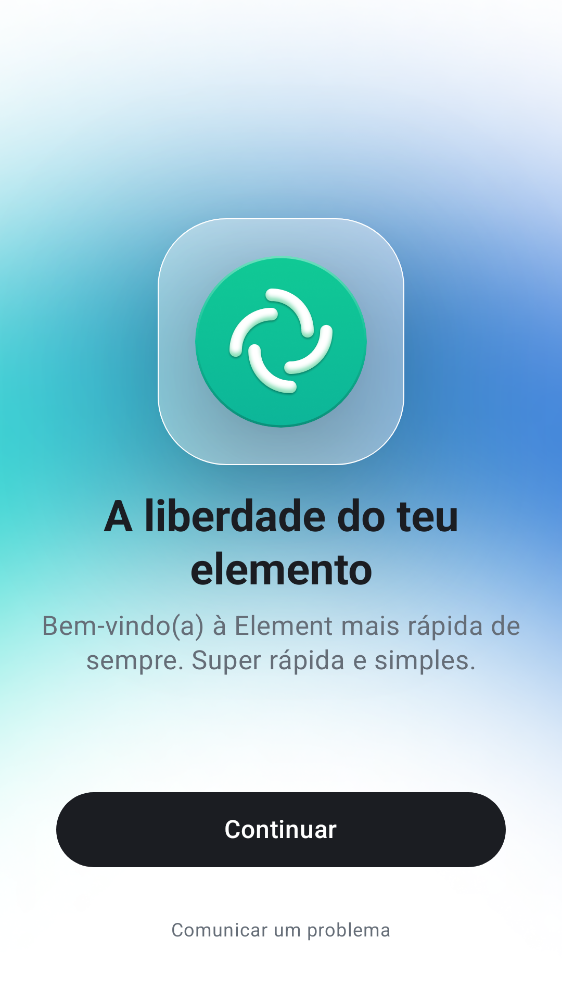 A liberdade do teu
elemento
Bem-vindo(a) à Element mais rápida de
sempre. Super rápida e simples.
Continuar
Comunicar um problema